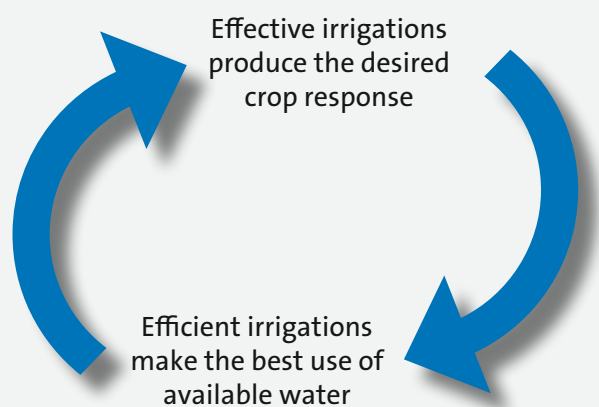 Effective irrigations
produce the desired
crop response
Efficient irrigations
make the best use of
available water